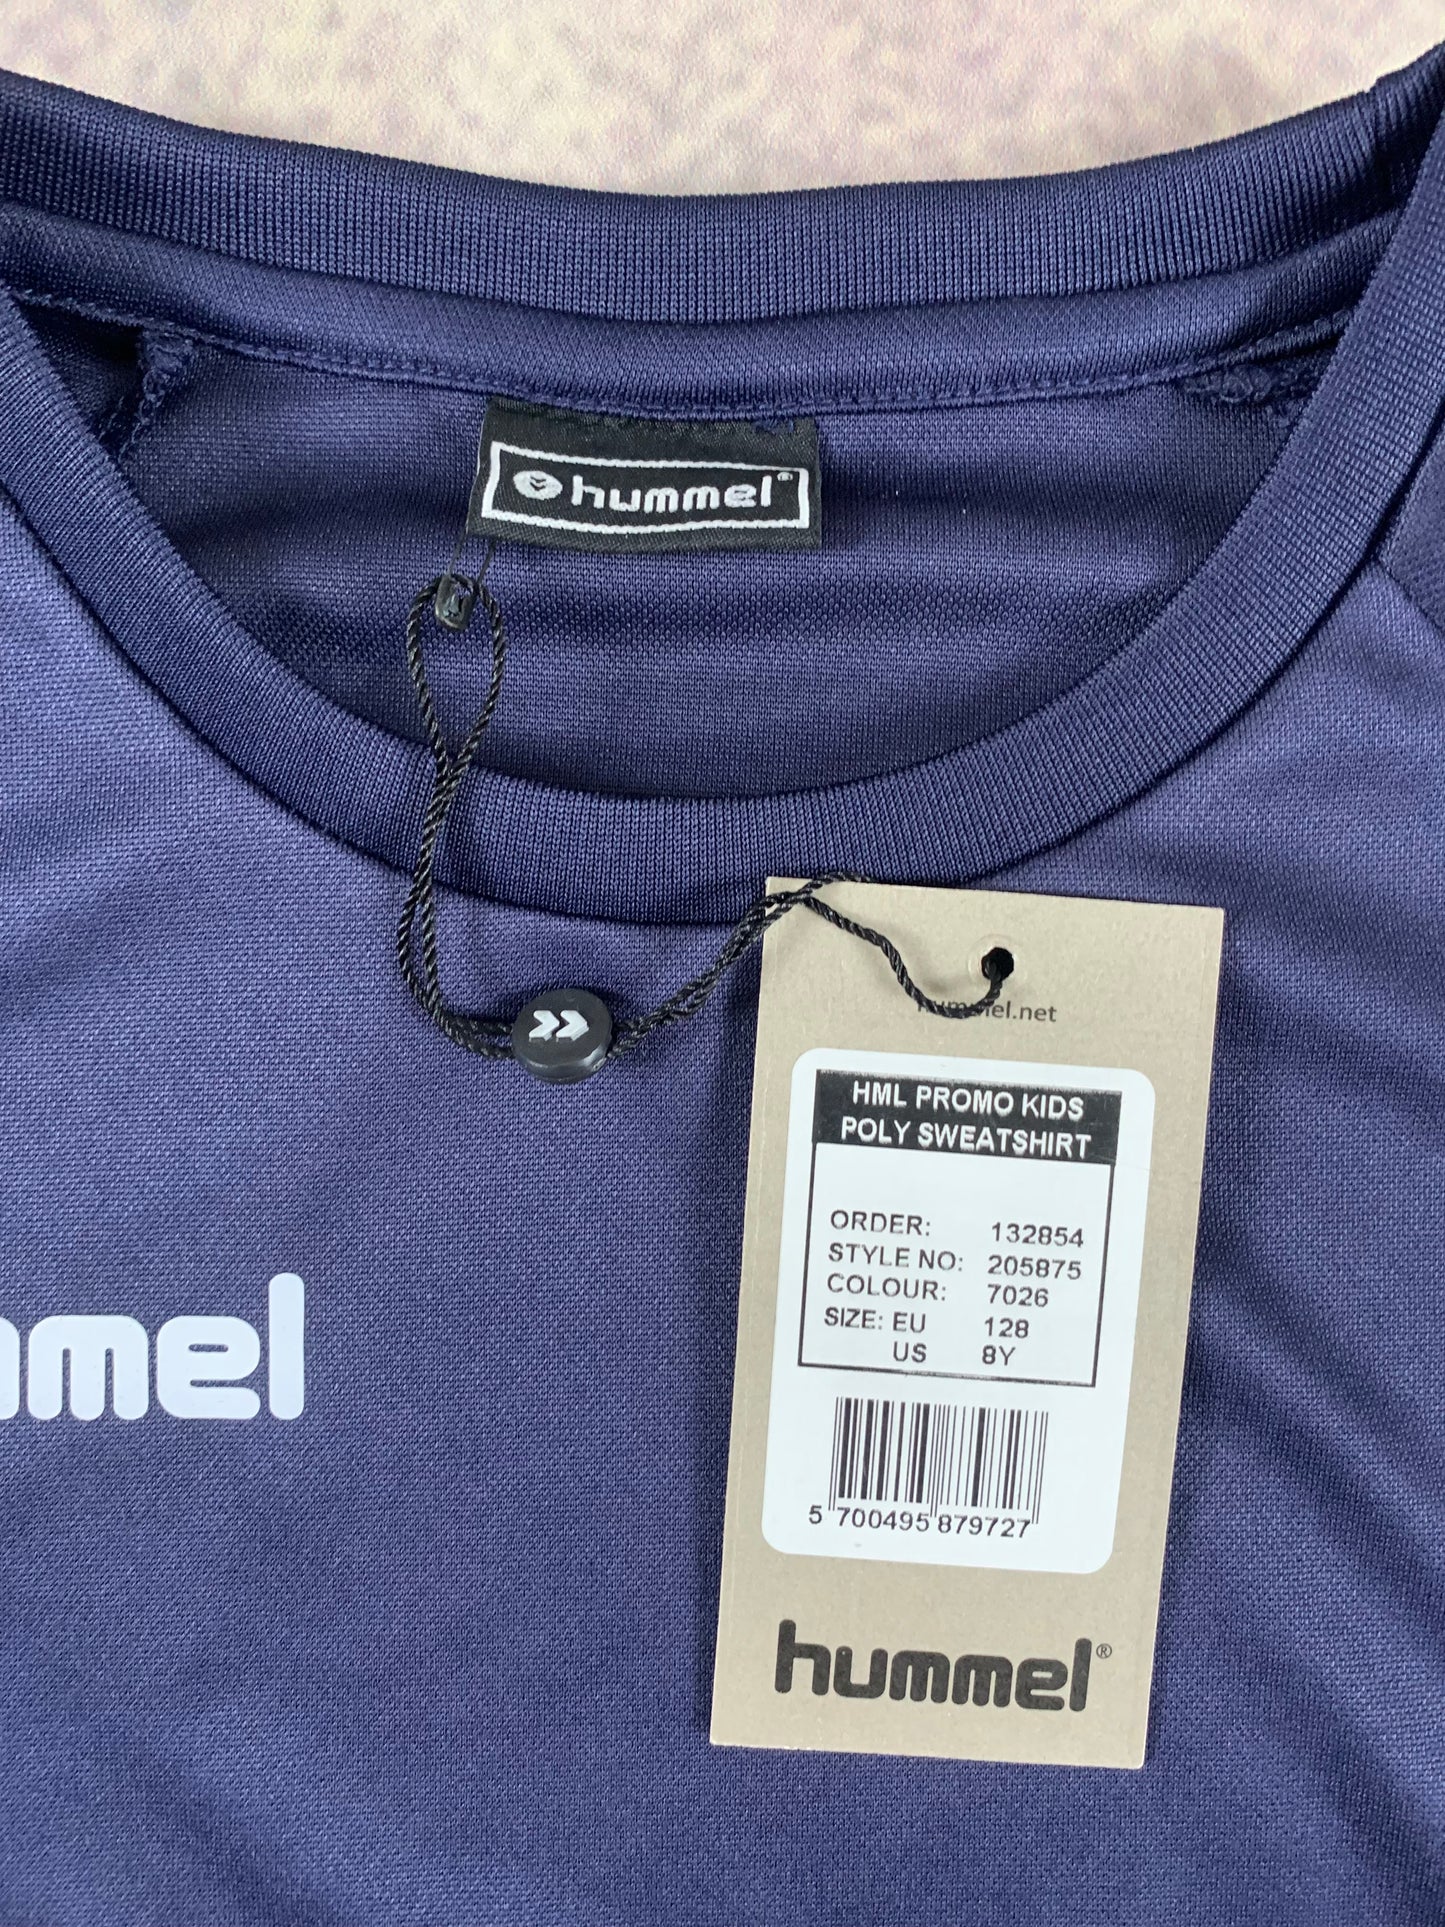 hummel®
hummel.net
HML PROMO KIDS
POLY SWEATSHIRT
ORDER: 132854
STYLE NO: 205875
COLOUR: 7026
SIZE: EU 128
US 8Y
mmel
5 700495 879727
hummel®